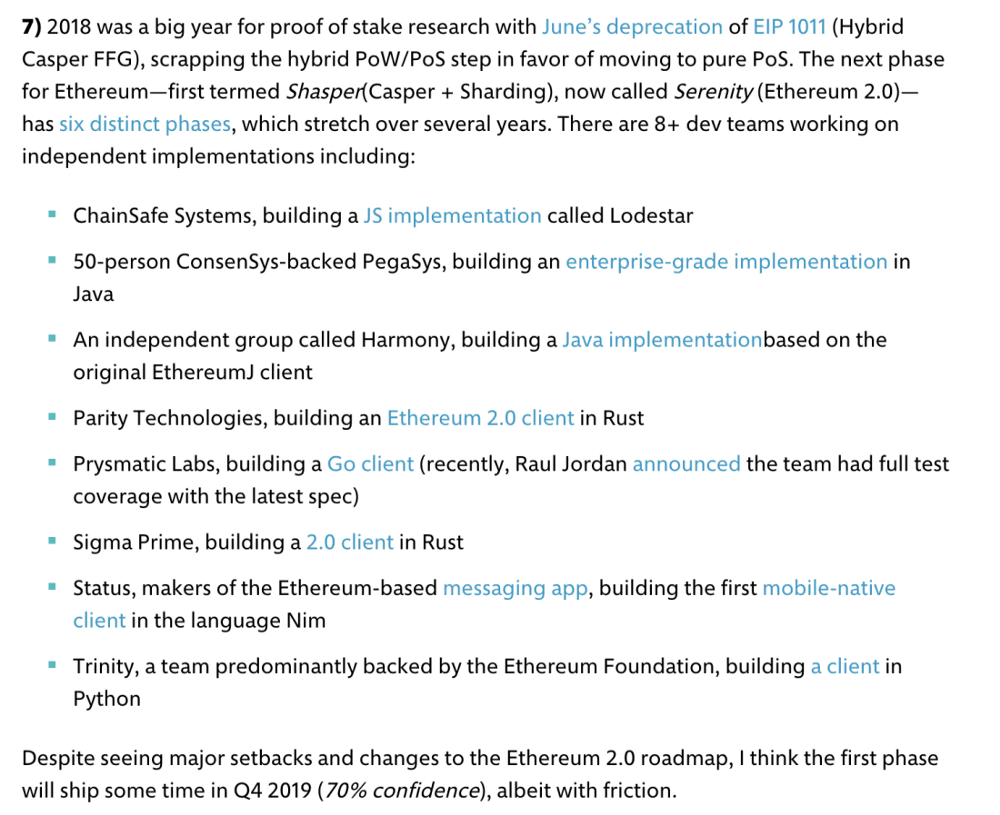 7) 2018 was a big year for proof of stake research with June's deprecation of EIP 1011 (Hybrid
Casper FFG), scrapping the hybrid PoW/PoS step in favor of moving to pure PoS. The next phase
for Ethereum—first termed Shasper(Casper + Sharding), now called Serenity (Ethereum 2.0)—
has six distinct phases, which stretch over several years. There are 8+ dev teams working on
independent implementations including:
▪ ChainSafe Systems, building a JS implementation called Lodestar
▪ 50-person ConsenSys-backed PegaSys, building an enterprise-grade implementation in
Java
▪ An independent group called Harmony, building a Java implementationbased on the
original EthereumJ client
▪ Parity Technologies, building an Ethereum 2.0 client in Rust
▪ Prysmatic Labs, building a Go client (recently, Raul Jordan announced the team had full test
coverage with the latest spec)
▪ Sigma Prime, building a 2.0 client in Rust
▪ Status, makers of the Ethereum-based messaging app, building the first mobile-native
client in the language Nim
▪ Trinity, a team predominantly backed by the Ethereum Foundation, building a client in
Python
Despite seeing major setbacks and changes to the Ethereum 2.0 roadmap, I think the first phase
will ship some time in Q4 2019 (70% confidence), albeit with friction.